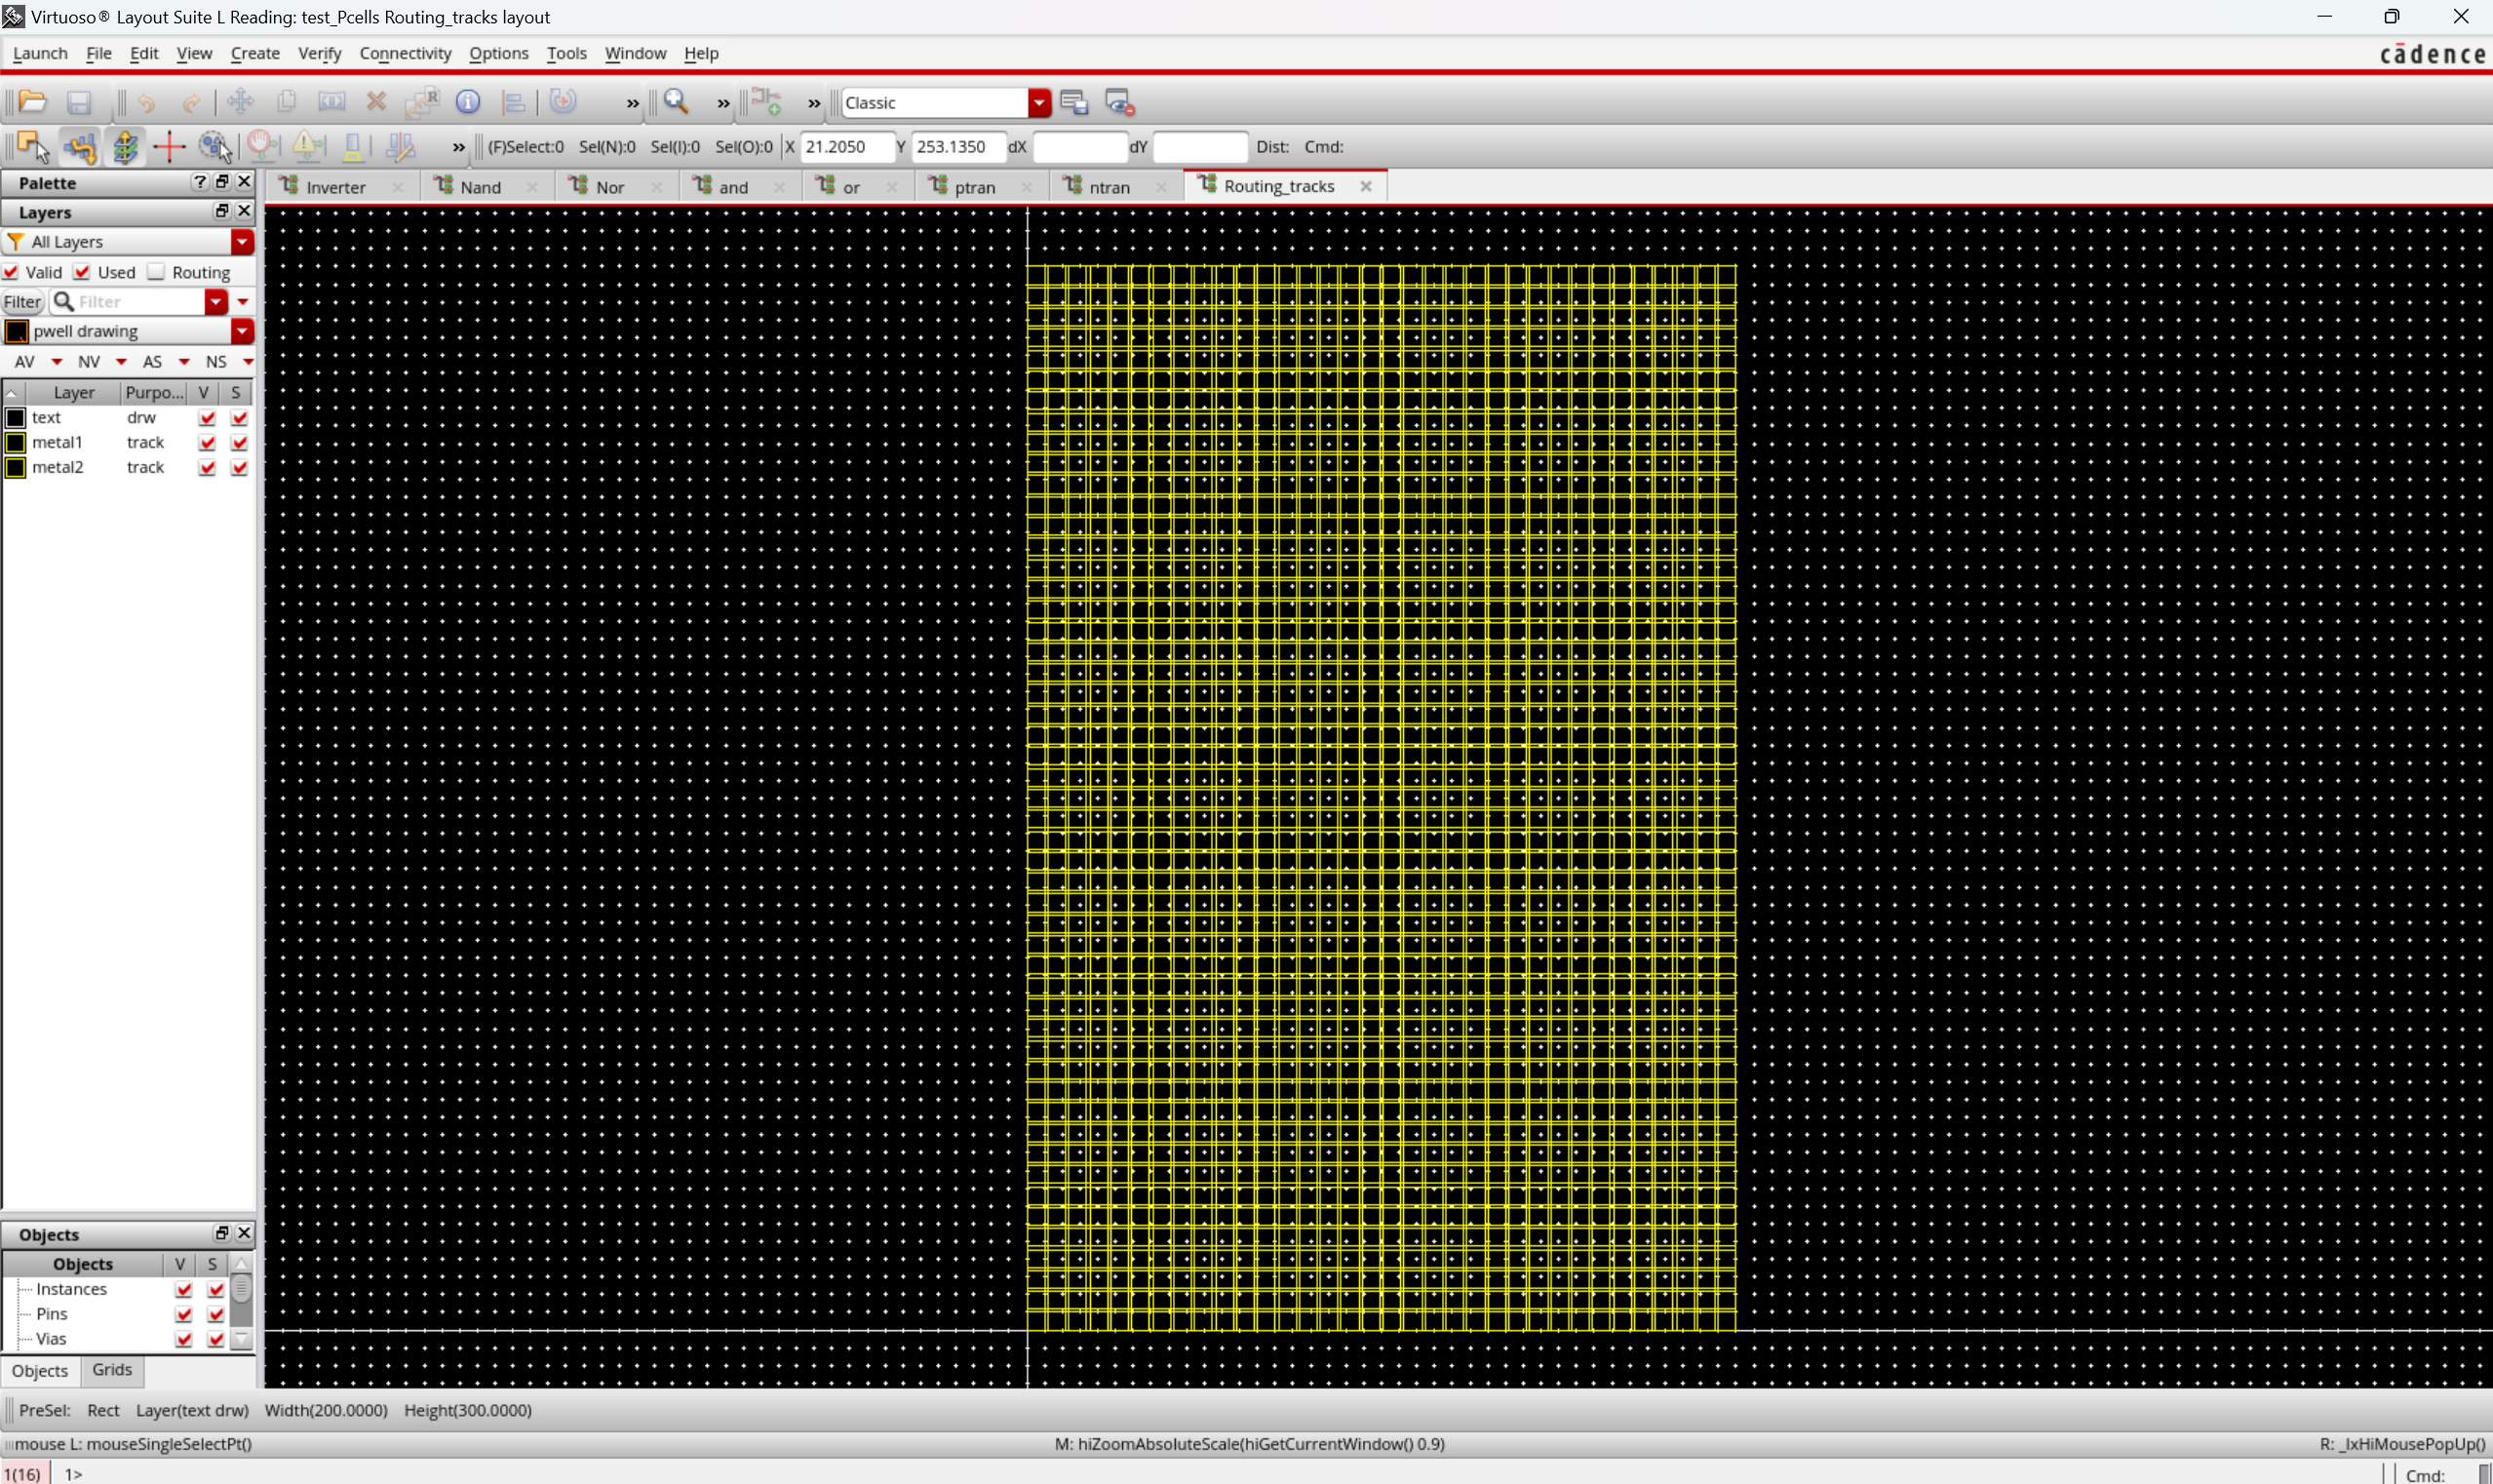 Virtuoso® Layout Suite L Reading: test_Pcells Routing_tracks layout
Launch File Edit View Create Verify Connectivity Options Tools Window Help
cādence
R
» » » Classic
» (F)Select:0 Sel(N):0 Sel(I):0 Sel(O):0 X 21.2050 Y 253.1350 dX dY Dist: Cmd:
Palette ?
Inverter Nand Nor and or ptran ntran Routing_tracks
Layers
All Layers
Valid Used Routing
Filter Filter
pwell drawing
AV NV AS NS
Layer Purpo... V S
text drw
metal1 track
metal2 track
Objects
Objects V S
Instances
Pins
Vias
Objects Grids
PreSel: Rect Layer(text drw) Width(200.0000) Height(300.0000)
mouse L: mouseSingleSelectPt() M: hiZoomAbsoluteScale(hiGetCurrentWindow() 0.9) R: _lxHiMousePopUp()
1(16) 1> Cmd: